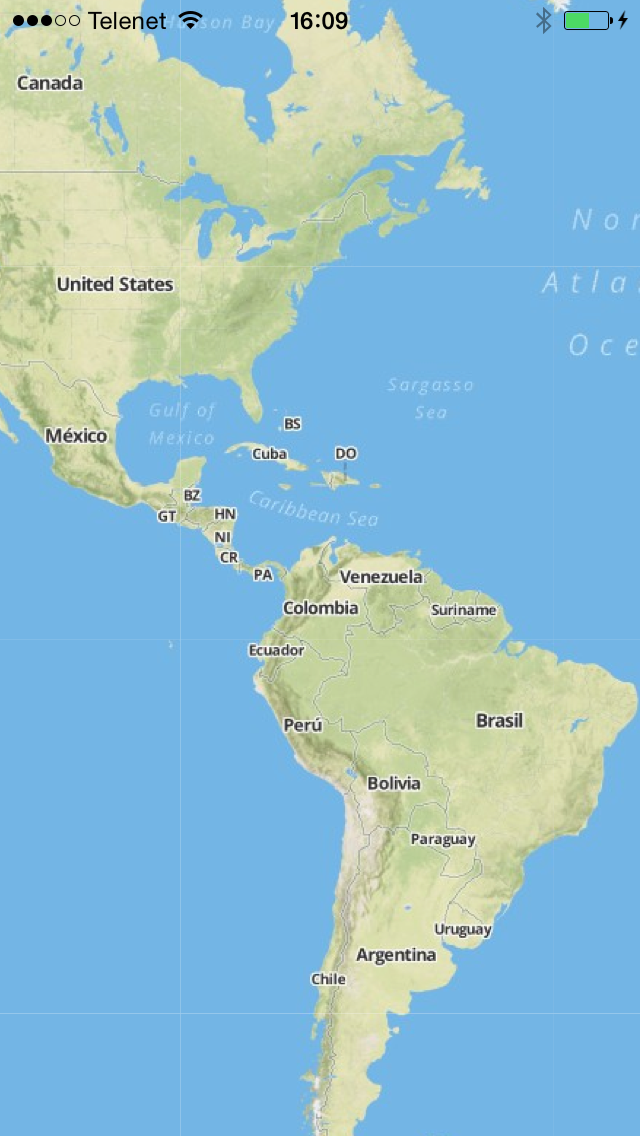 Telenet 16:09
Hudson Bay
Canada
Nor
United States
Atla
Oce
Sargasso
Sea
Gulf of
Mexico
BS
México
Cuba
DO
BZ
Caribbean Sea
GT
HN
NI
CR
PA
Venezuela
Colombia
Suriname
Ecuador
Perú
Brasil
Bolivia
Paraguay
Uruguay
Argentina
Chile